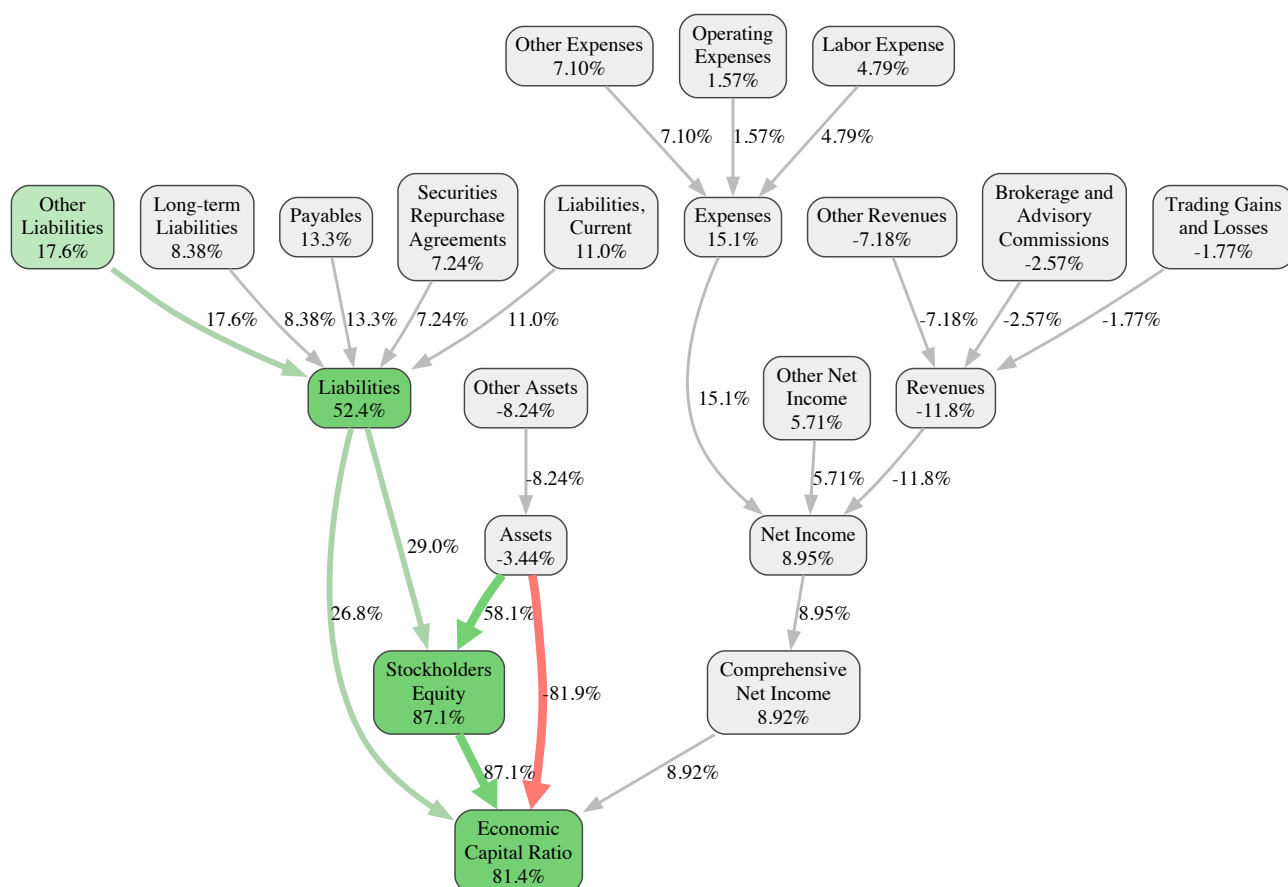 Other Expenses
7.10%
Operating
Expenses
1.57%
Labor Expense
4.79%
7.10%
1.57%
4.79%
Other
Liabilities
17.6%
Long-term
Liabilities
8.38%
Payables
13.3%
Securities
Repurchase
Agreements
7.24%
Liabilities,
Current
11.0%
Expenses
15.1%
Other Revenues
-7.18%
Brokerage and
Advisory
Commissions
-2.57%
Trading Gains
and Losses
-1.77%
17.6%
8.38%
13.3%
7.24%
11.0%
-7.18%
-2.57%
-1.77%
Liabilities
52.4%
Other Assets
-8.24%
15.1%
Other Net
Income
5.71%
Revenues
-11.8%
-8.24%
5.71%
-11.8%
Assets
-3.44%
Net Income
8.95%
29.0%
26.8%
58.1%
8.95%
Stockholders
Equity
87.1%
-81.9%
Comprehensive
Net Income
8.92%
87.1%
8.92%
Economic
Capital Ratio
81.4%